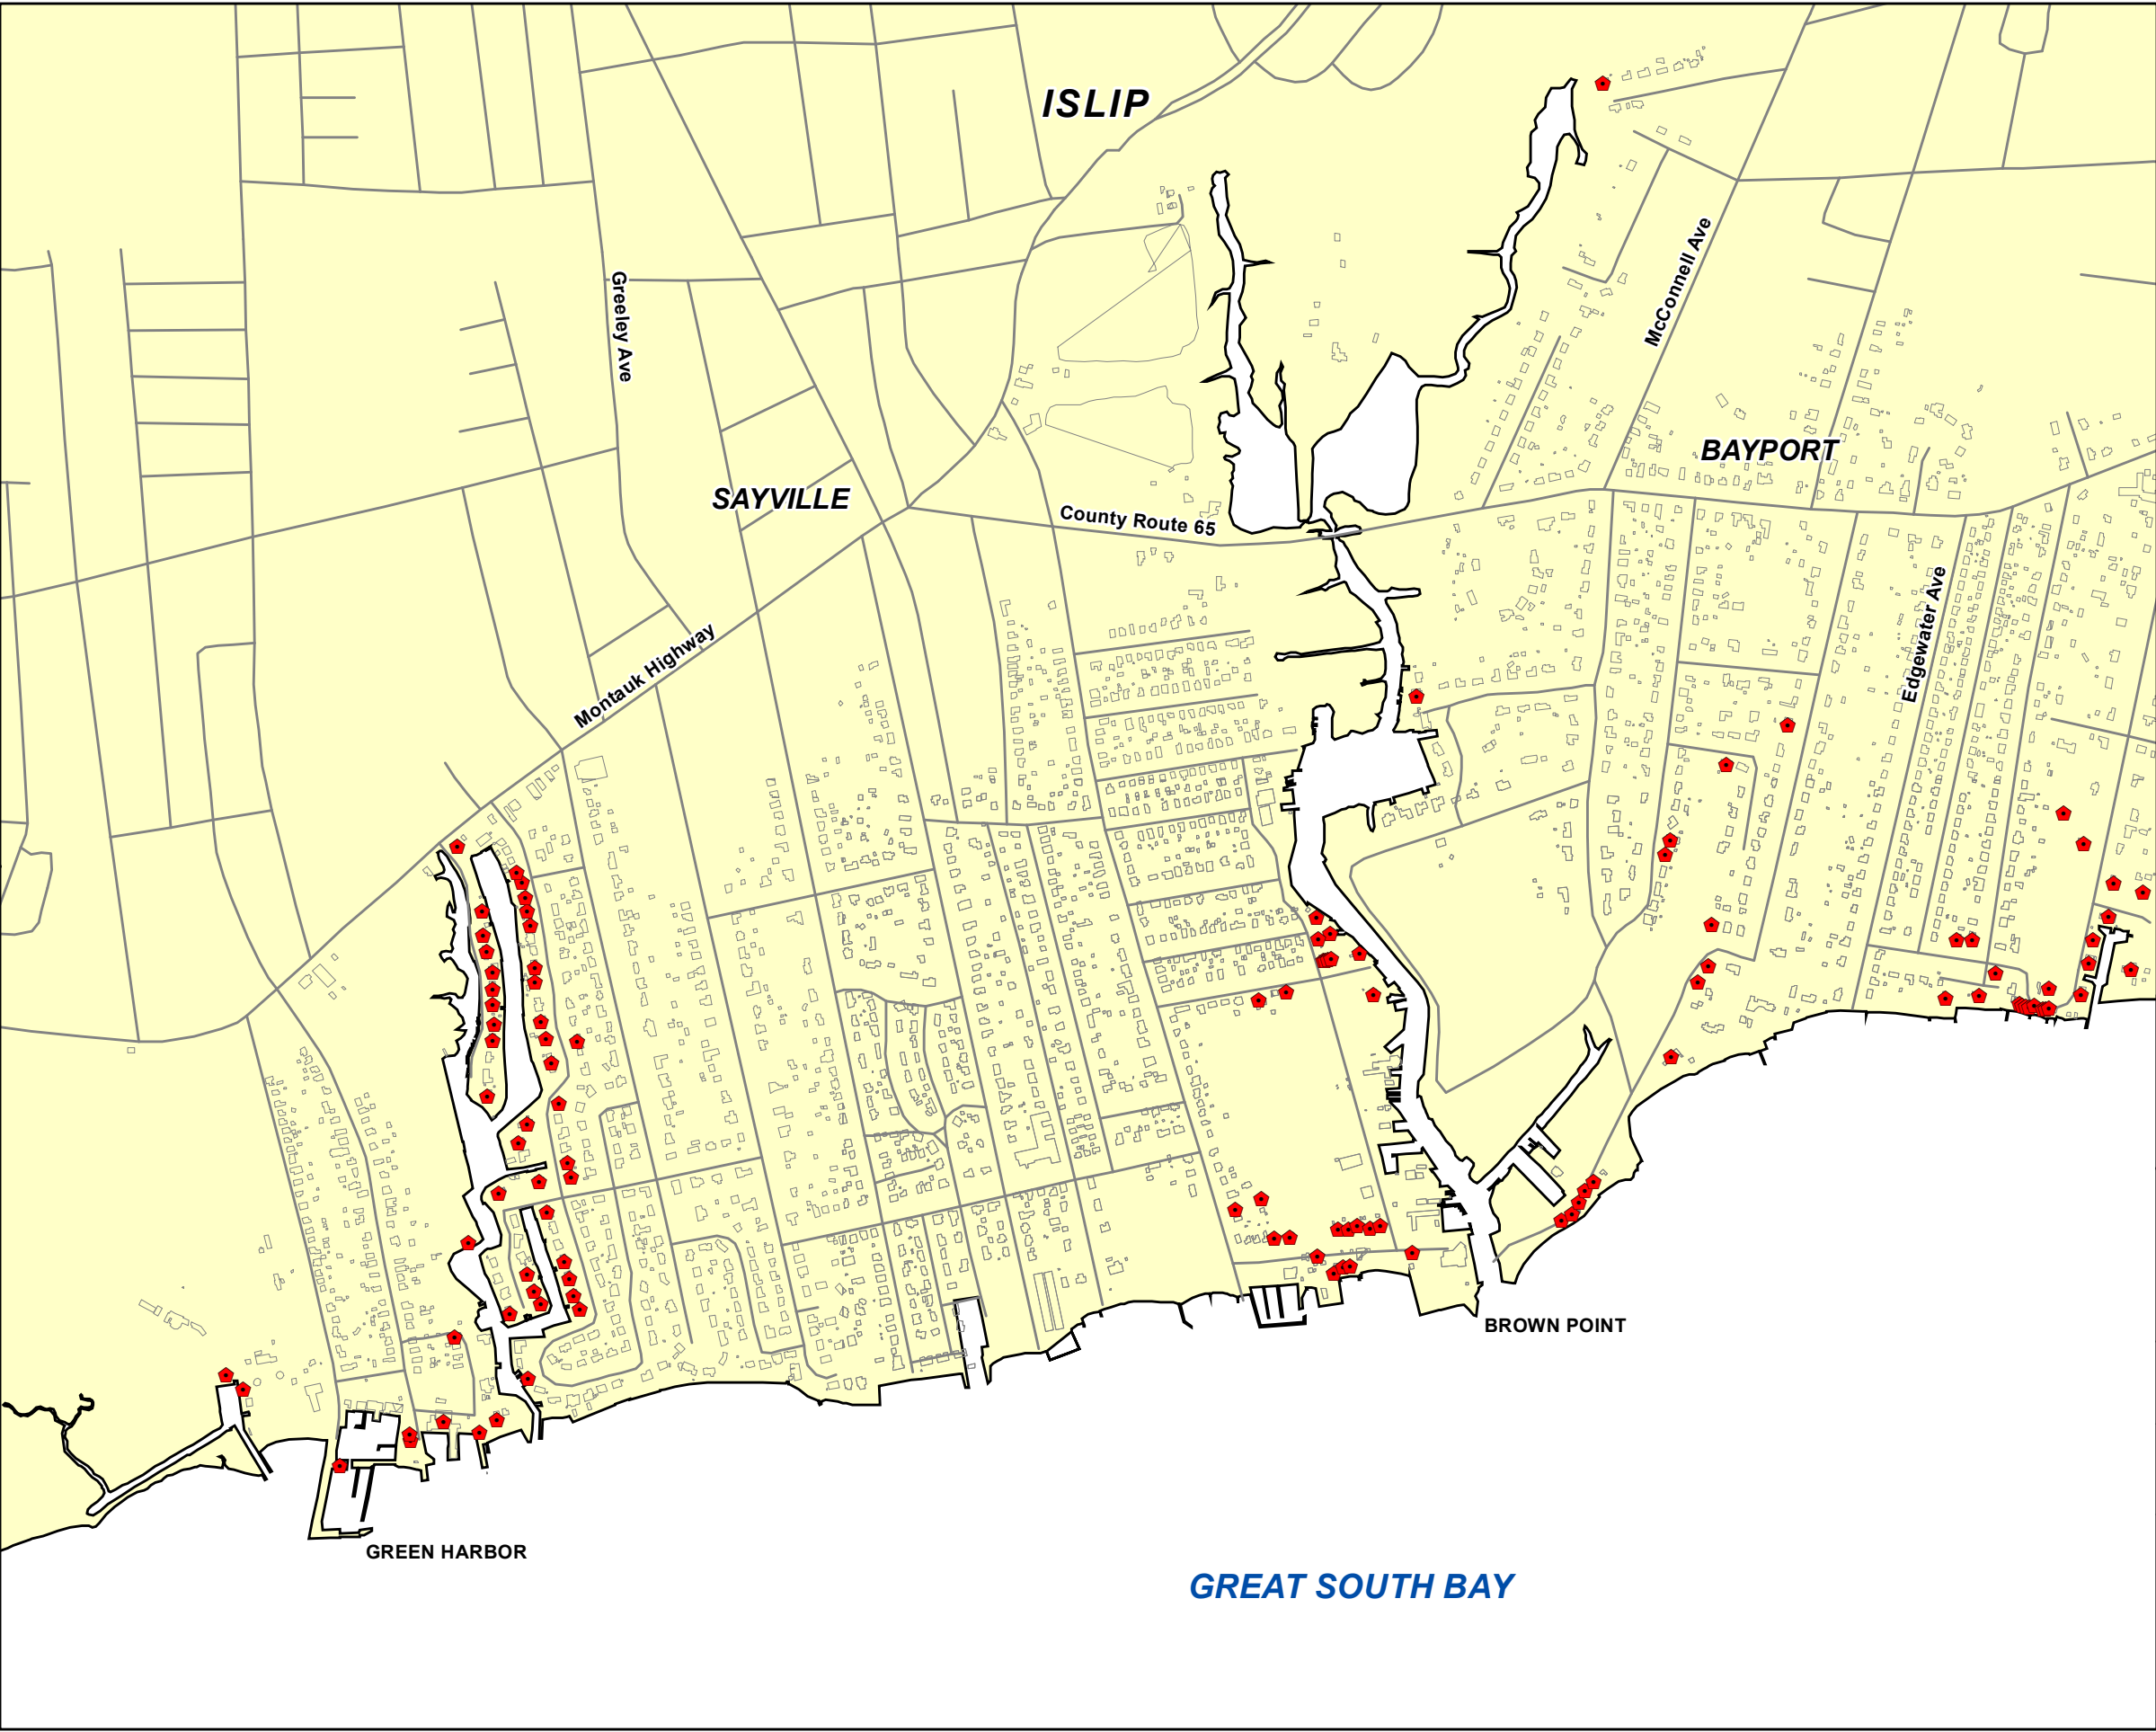 ISLIP
McConnell Ave
Greeley Ave
BAYPORT
SAYVILLE
County Route 65
Edgewater Ave
Montauk Highway
BROWN POINT
GREEN HARBOR
GREAT SOUTH BAY